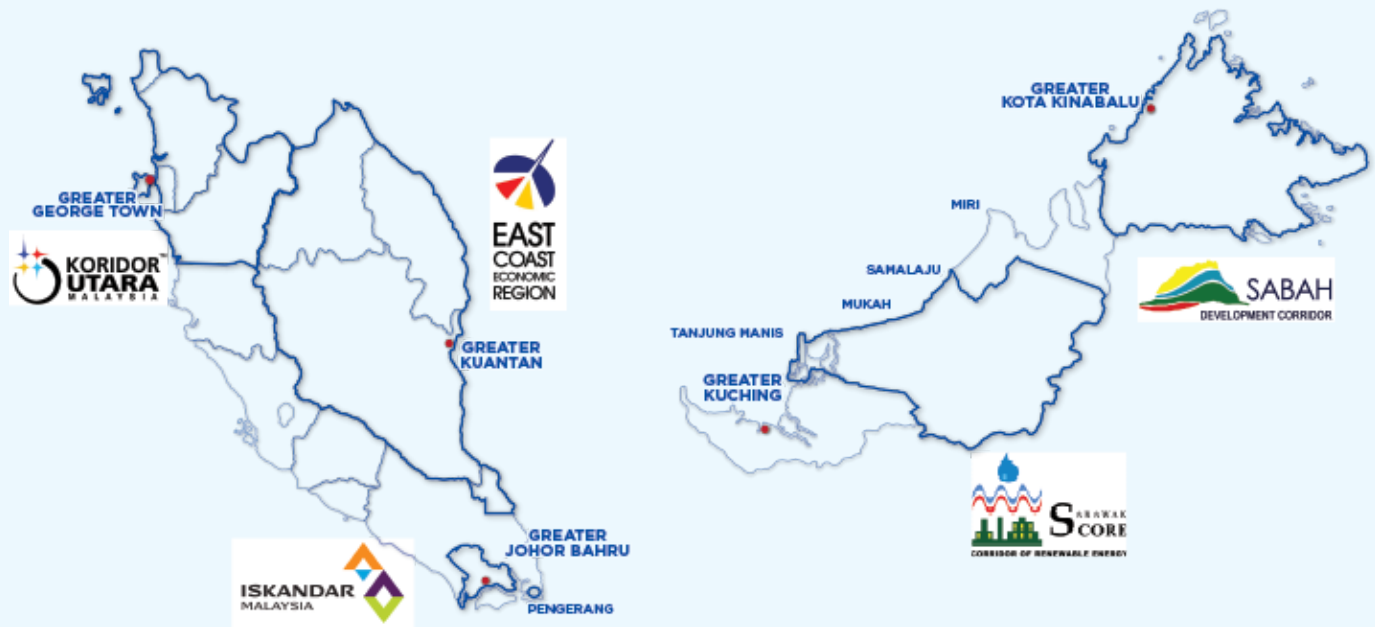 GREATER
GEORGE TOWN
KORIDOR™
UTARA
MALAYSIA
EAST
COAST
ECONOMIC
REGION
GREATER
KUANTAN
GREATER
JOHOR BAHRU
PENGERANG
ISKANDAR
MALAYSIA
GREATER
KOTA KINABALU
MIRI
SAMALAJU
MUKAH
TANJUNG MANIS
GREATER
KUCHING
SABAH
DEVELOPMENT CORRIDOR
SARAWAK
SCORE
CORRIDOR OF RENEWABLE ENERGY